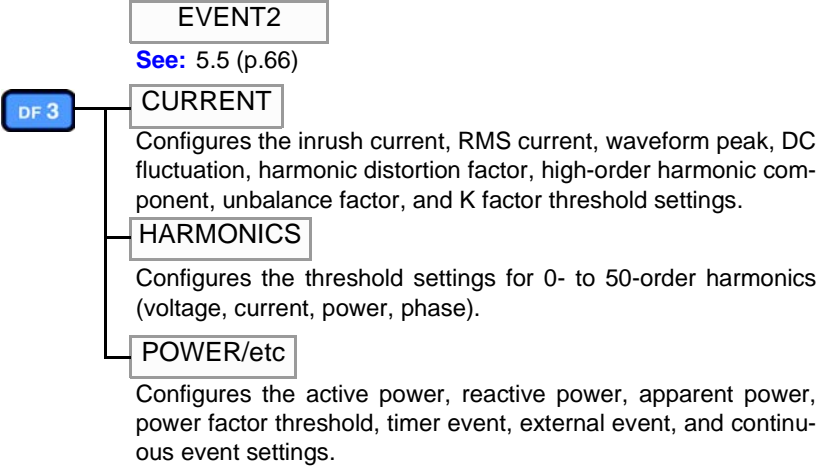 EVENT2
See: 5.5 (p.66)
DF 3
CURRENT
Configures the inrush current, RMS current, waveform peak, DC
fluctuation, harmonic distortion factor, high-order harmonic com-
ponent, unbalance factor, and K factor threshold settings.
HARMONICS
Configures the threshold settings for 0- to 50-order harmonics
(voltage, current, power, phase).
POWER/etc
Configures the active power, reactive power, apparent power,
power factor threshold, timer event, external event, and continu-
ous event settings.